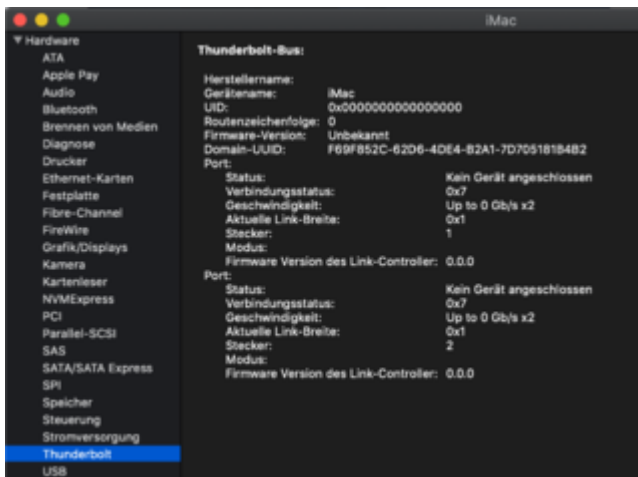 iMac
Hardware
ATA
Apple Pay
Audio
Bluetooth
Brennen von Medien
Diagnose
Drucker
Ethernet-Karten
Festplatte
Fibre-Channel
FireWire
Grafik/Displays
Kamera
Kartenleser
NVMExpress
PCI
Parallel-SCSI
SAS
SATA/SATA Express
SPI
Speicher
Steuerung
Stromversorgung
Thunderbolt
USB
Thunderbolt-Bus:
Herstellername:
Gerätename: iMac
UID: 0x0000000000000000
Routenzeichenfolge: 0
Firmware-Version: Unbekannt
Domain-UUID: F69F852C-62D6-4DE4-B2A1-7D70518184B2
Port:
Status: Kein Gerät angeschlossen
Verbindungsstatus: 0x7
Geschwindigkeit: Up to 0 Gb/s x2
Aktuelle Link-Breite: 0x1
Stecker: 1
Modus:
Firmware Version des Link-Controller: 0.0.0
Port:
Status: Kein Gerät angeschlossen
Verbindungsstatus: 0x7
Geschwindigkeit: Up to 0 Gb/s x2
Aktuelle Link-Breite: 0x1
Stecker: 2
Modus:
Firmware Version des Link-Controller: 0.0.0